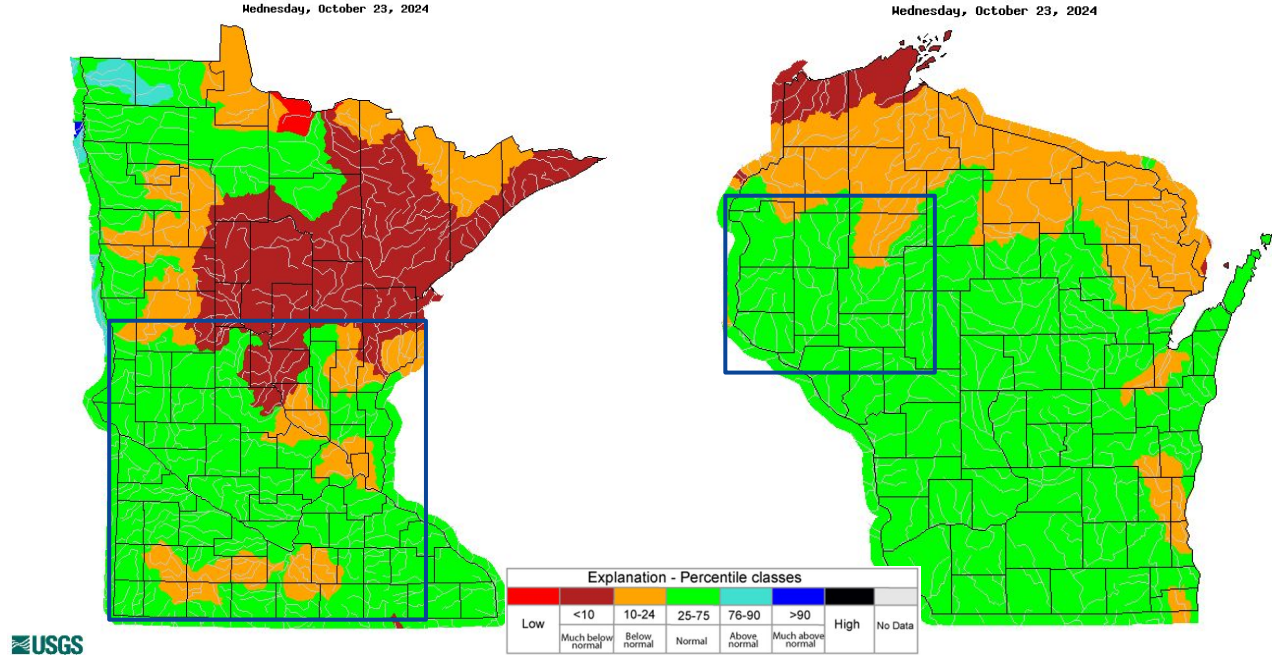 Wednesday, October 23, 2024
Wednesday, October 23, 2024
Explanation - Percentile classes
Low
<10
10-24
25-75
76-90
>90
High
No Data
Much below
normal
Below
normal
Normal
Above
normal
Much above
normal
USGS